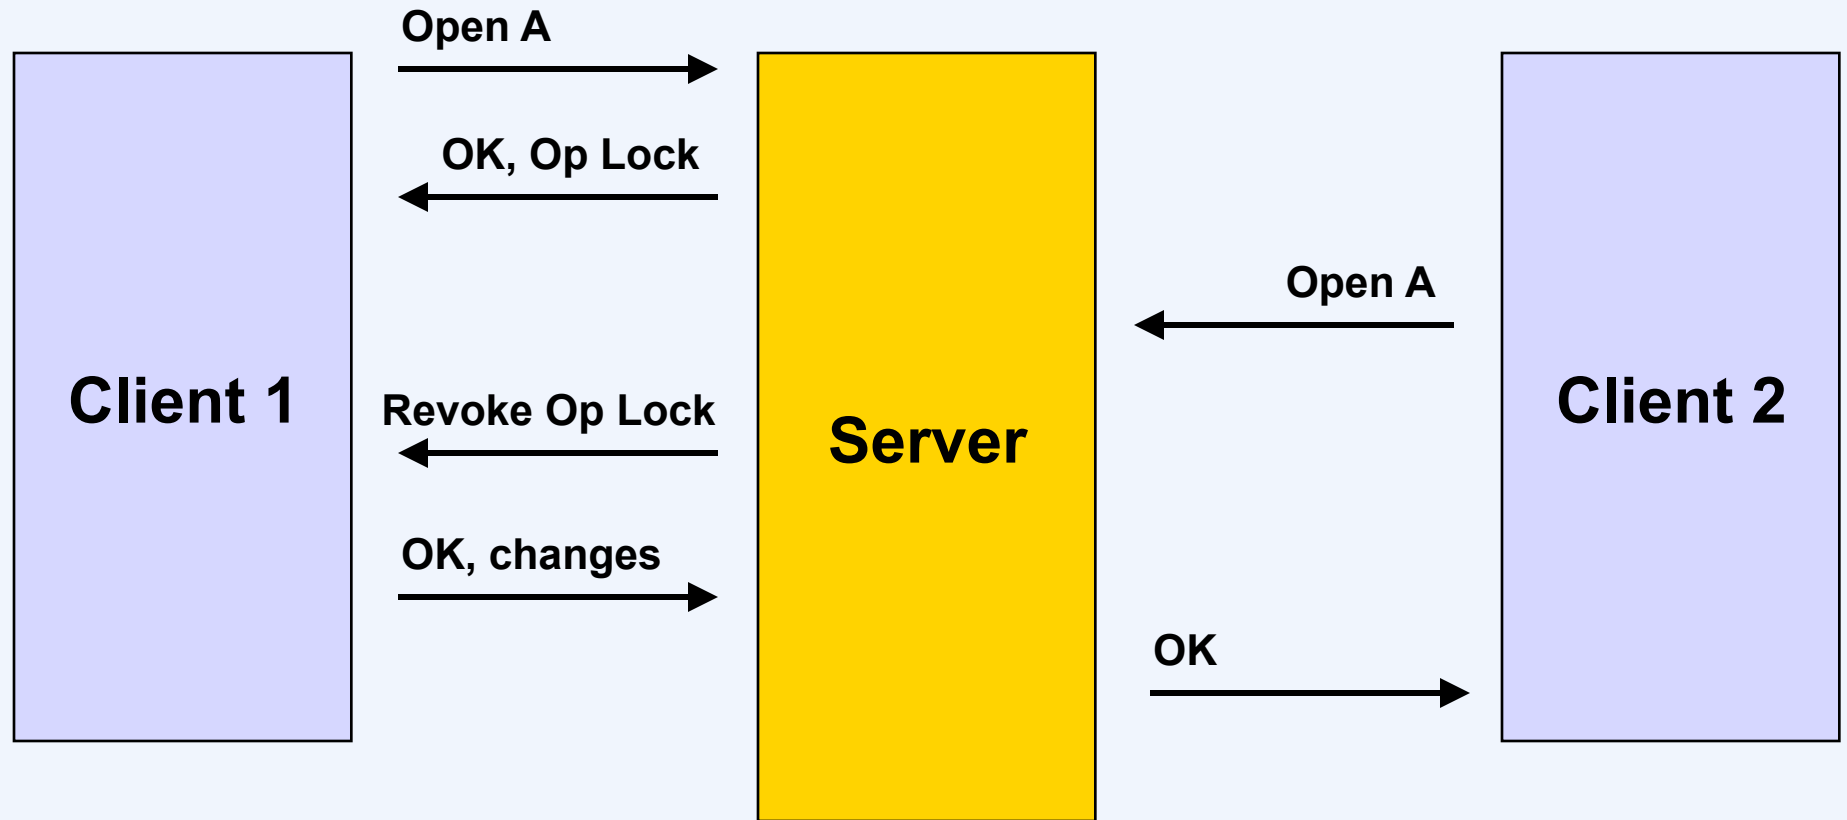 Open A
OK, Op Lock
Open A
Client 1
Revoke Op Lock
Server
Client 2
OK, changes
OK